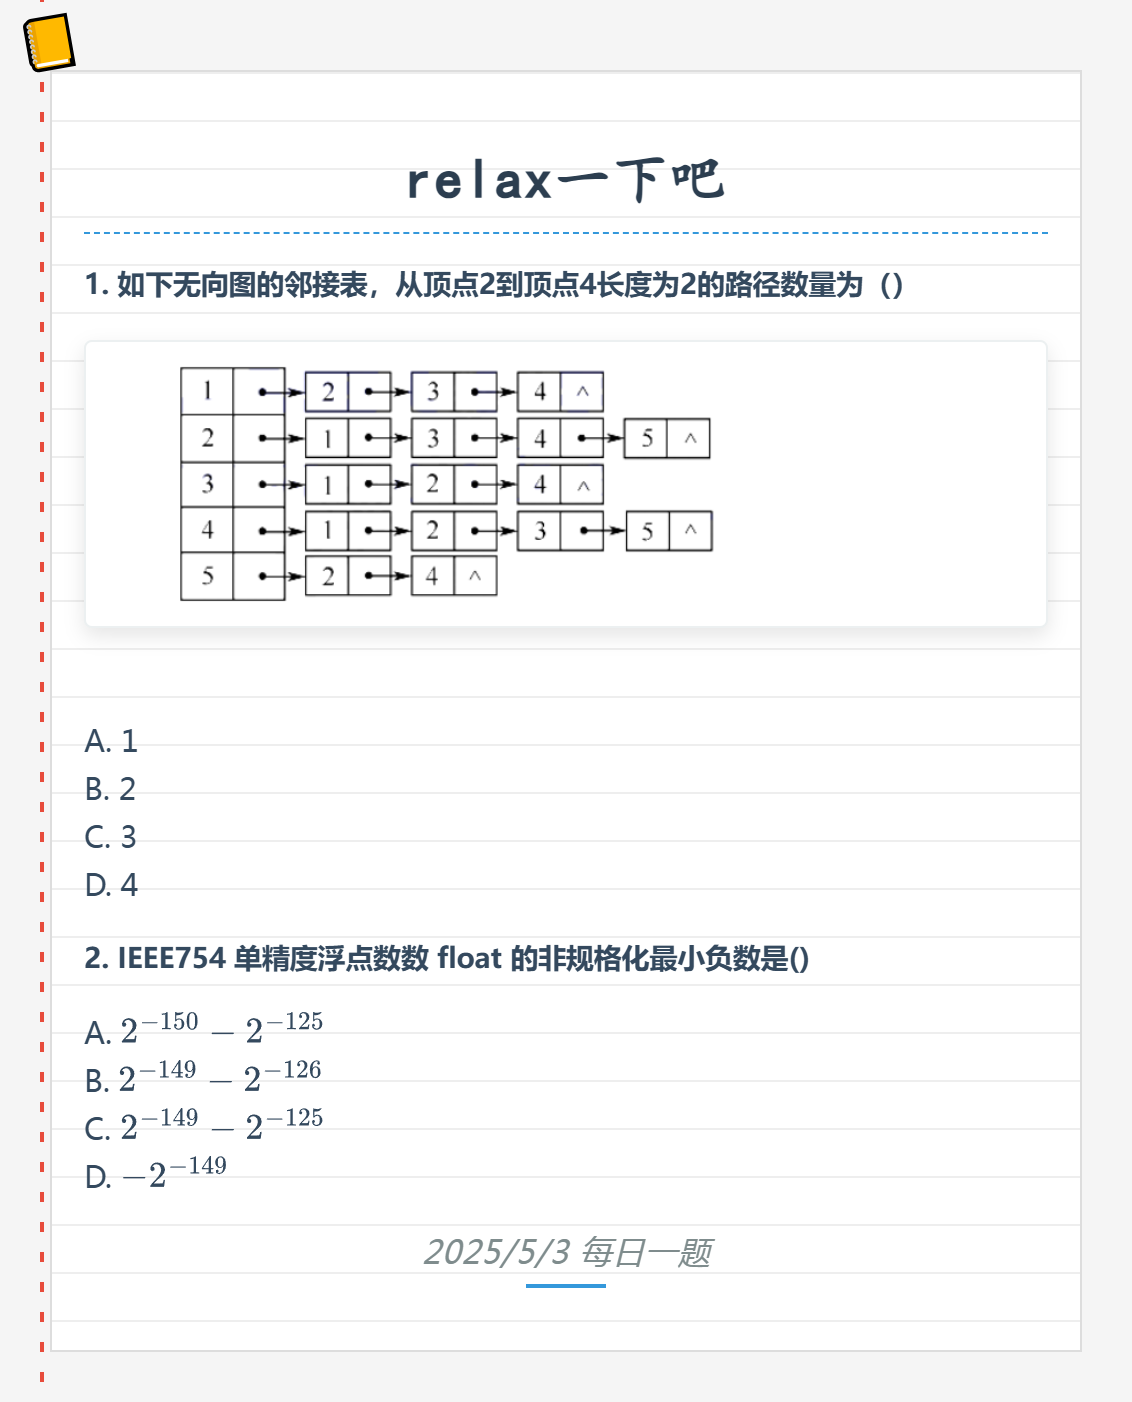 relax一下吧
1. 如下无向图的邻接表，从顶点2到顶点4长度为2的路径数量为（）
1 2 3 4 ^
2 1 3 4 5 ^
3 1 2 4 ^
4 1 2 3 5 ^
5 2 4 ^
A. 1
B. 2
C. 3
D. 4
2. IEEE754 单精度浮点数数 float 的非规格化最小负数是()
A. 2^{-150} − 2^{-125}
B. 2^{-149} − 2^{-126}
C. 2^{-149} − 2^{-125}
D. −2^{-149}
2025/5/3 每日一题